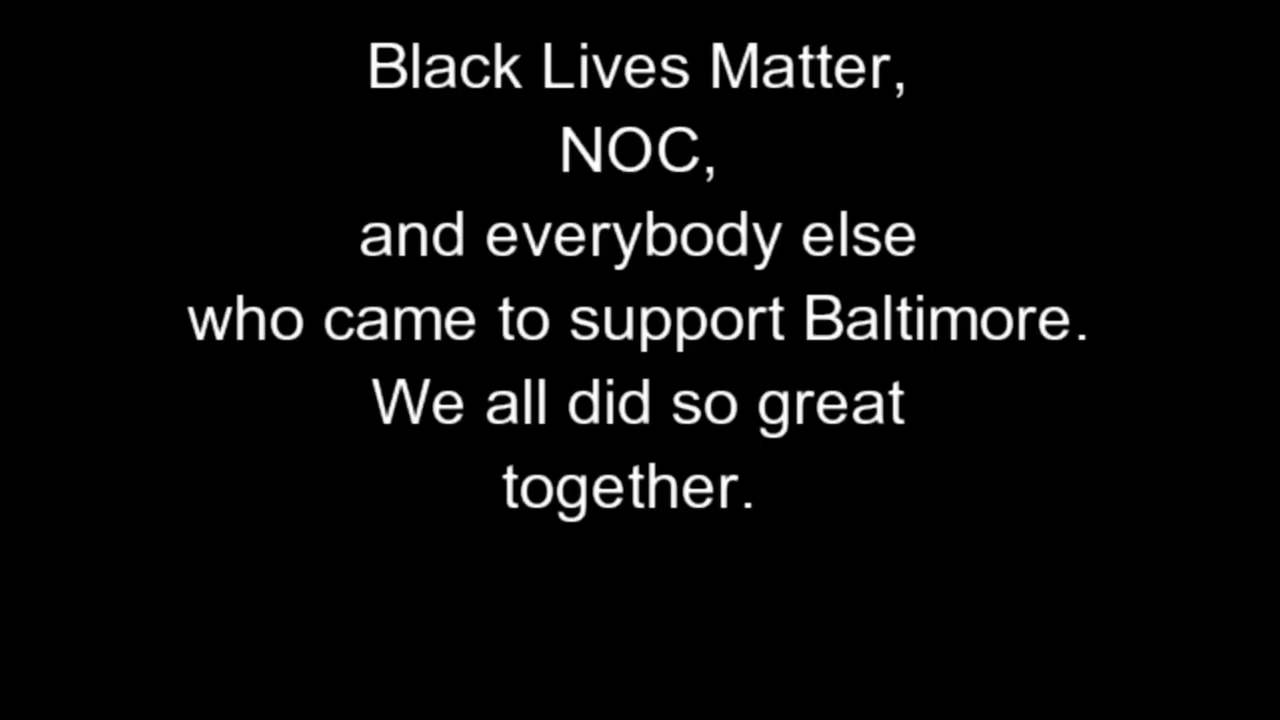 Black Lives Matter,
NOC,
and everybody else
who came to support Baltimore.
We all did so great
together.